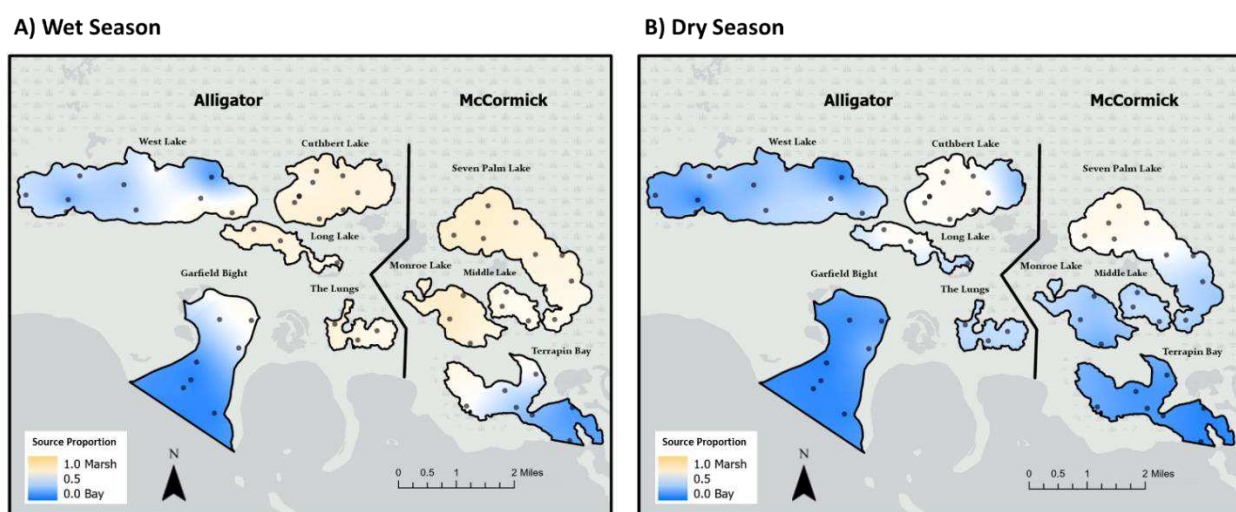 A) Wet Season
Alligator
McCormick
West Lake
Cuthbert Lake
Seven Palm Lake
Long Lake
Garfield Bight
Monroe Lake
Middle Lake
The Lungs
Terrapin Bay
Source Proportion
1.0 Marsh
0.5
0.0 Bay
N
0 0.5 1 2 Miles
B) Dry Season
Alligator
McCormick
West Lake
Cuthbert Lake
Seven Palm Lake
Long Lake
Garfield Bight
Monroe Lake
Middle Lake
The Lungs
Terrapin Bay
Source Proportion
1.0 Marsh
0.5
0.0 Bay
N
0 0.5 1 2 Miles